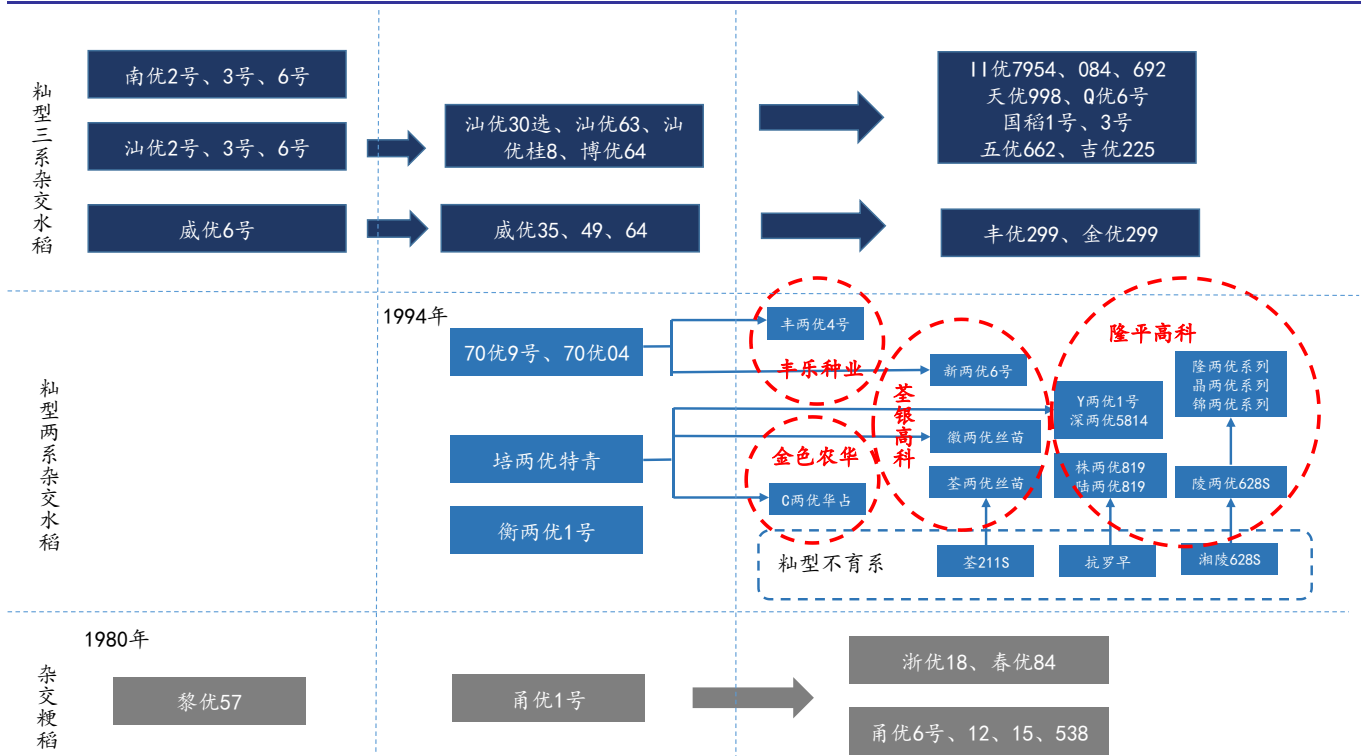 籼型三系杂交水稻
南优2号、3号、6号
汕优2号、3号、6号
威优6号
汕优30选、汕优63、汕
优桂8、博优64
威优35、49、64
II优7954、084、692
天优998、Q优6号
国稻1号、3号
五优662、吉优225
丰优299、金优299
籼型两系杂交水稻
1994年
70优9号、70优04
培两优特青
衡两优1号
丰两优4号
丰乐种业
金色农华
C两优华占
荃银高科
新两优6号
徽两优丝苗
荃两优丝苗
隆平高科
Y两优1号
深两优5814
株两优819
陆两优819
隆两优系列
晶两优系列
锦两优系列
陵两优628S
籼型不育系
荃211S
抗罗早
湘陵628S
杂交粳稻
1980年
黎优57
甬优1号
浙优18、春优84
甬优6号、12、15、538